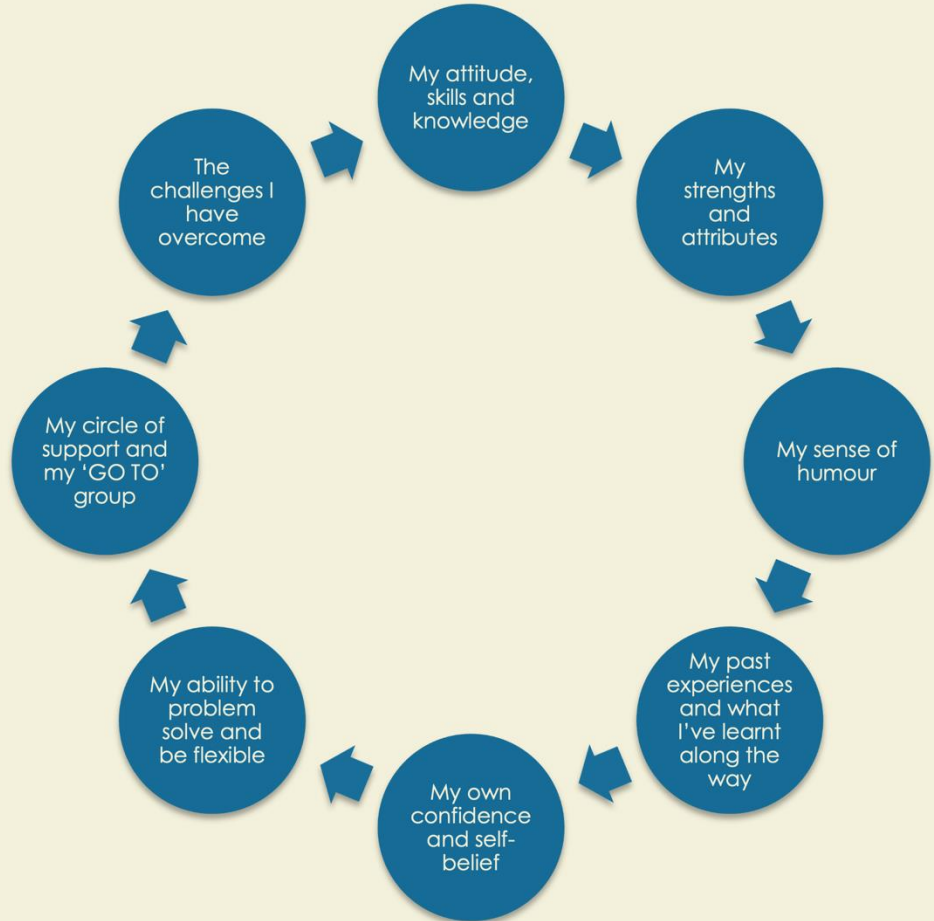 My attitude,
skills and
knowledge
My
strengths
and
attributes
My sense of
humour
My past
experiences
and what
I've learnt
along the
way
My own
confidence
and self-
belief
My ability to
problem
solve and
be flexible
My circle of
support and
my ‘GO TO’
group
The
challenges I
have
overcome